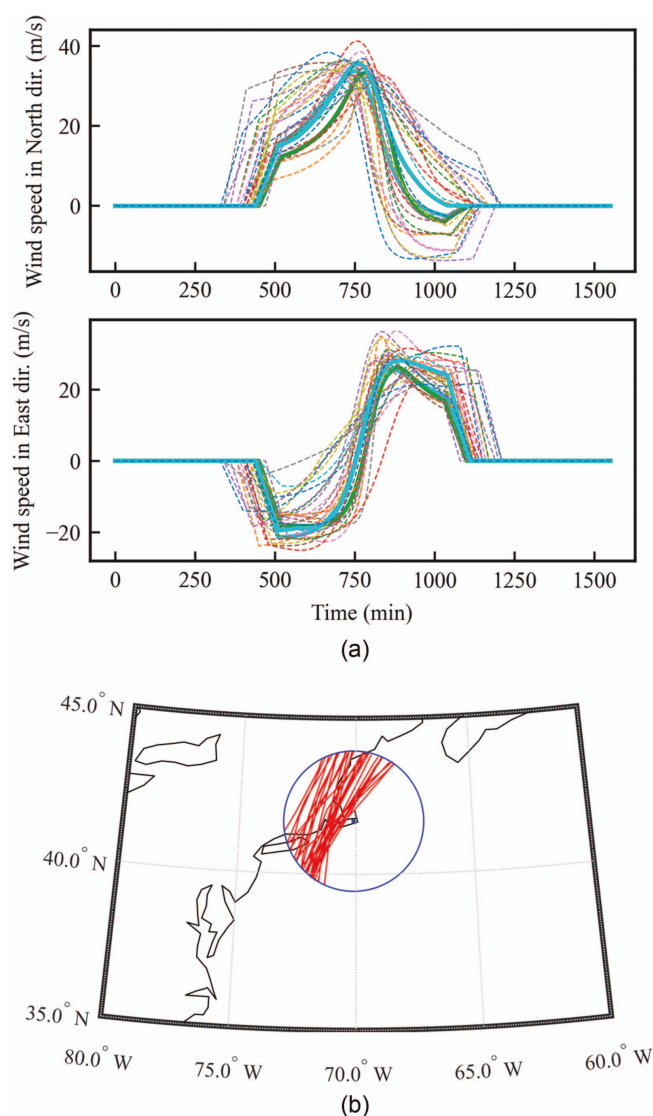 Wind speed in North dir. (m/s)
40
20
0
0 250 500 750 1000 1250 1500
Wind speed in East dir. (m/s)
20
0
−20
0 250 500 750 1000 1250 1500
Time (min)
(a)
45.0° N
40.0° N
35.0° N
80.0° W 75.0° W 70.0° W 65.0° W 60.0° W
(b)